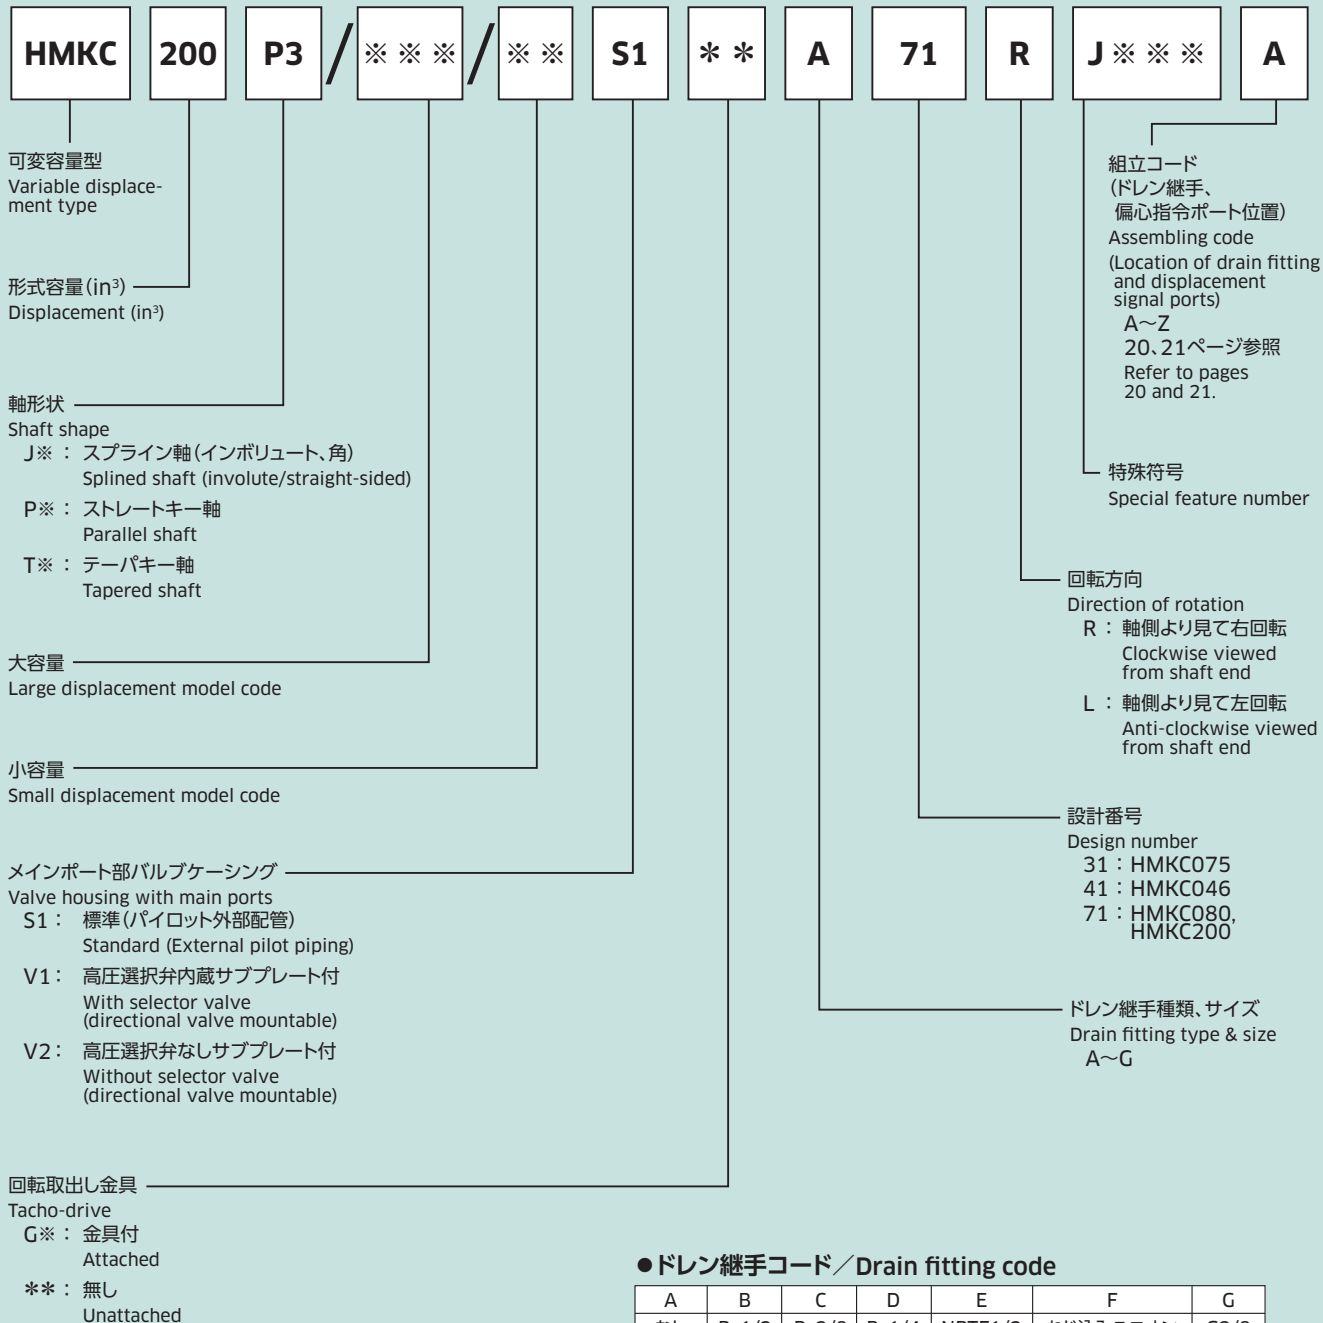 HMKC 200 P3 / ※※※ / ※※ S1 ＊＊ A 71 R J※※※ A
可変容量型
Variable displace-
ment type
形式容量(in³)
Displacement (in³)
軸形状
Shaft shape
J※： スプライン軸（インボリュート、角）
Splined shaft (involute/straight-sided)
P※： ストレートキー軸
Parallel shaft
T※： テーパキー軸
Tapered shaft
大容量
Large displacement model code
小容量
Small displacement model code
メインポート部バルブケーシング
Valve housing with main ports
S1： 標準（パイロット外部配管）
Standard (External pilot piping)
V1： 高圧選択弁内蔵サブプレート付
With selector valve
(directional valve mountable)
V2： 高圧選択弁なしサブプレート付
Without selector valve
(directional valve mountable)
回転取出し金具
Tacho-drive
G※： 金具付
Attached
＊＊： 無し
Unattached
組立コード
（ドレン継手、
偏心指令ポート位置）
Assembling code
(Location of drain fitting
and displacement
signal ports)
A～Z
20、21ページ参照
Refer to pages
20 and 21.
特殊符号
Special feature number
回転方向
Direction of rotation
R： 軸側より見て右回転
Clockwise viewed
from shaft end
L： 軸側より見て左回転
Anti-clockwise viewed
from shaft end
設計番号
Design number
31：HMKC075
41：HMKC046
71：HMKC080,
HMKC200
ドレン継手種類、サイズ
Drain fitting type & size
A～G
●ドレン継手コード／Drain fitting code
A B C D E F G